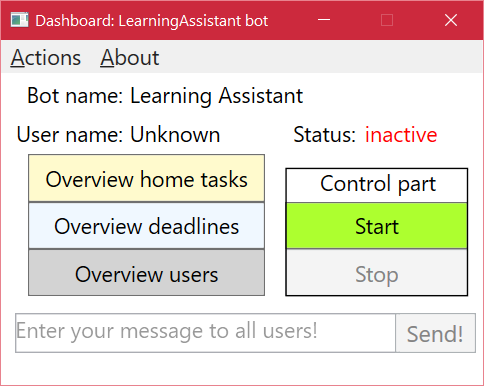 Dashboard: LearningAssistant bot
Actions About
Bot name: Learning Assistant
User name: Unknown Status: inactive
Overview home tasks
Overview deadlines
Overview users
Control part
Start
Stop
Enter your message to all users! Send!